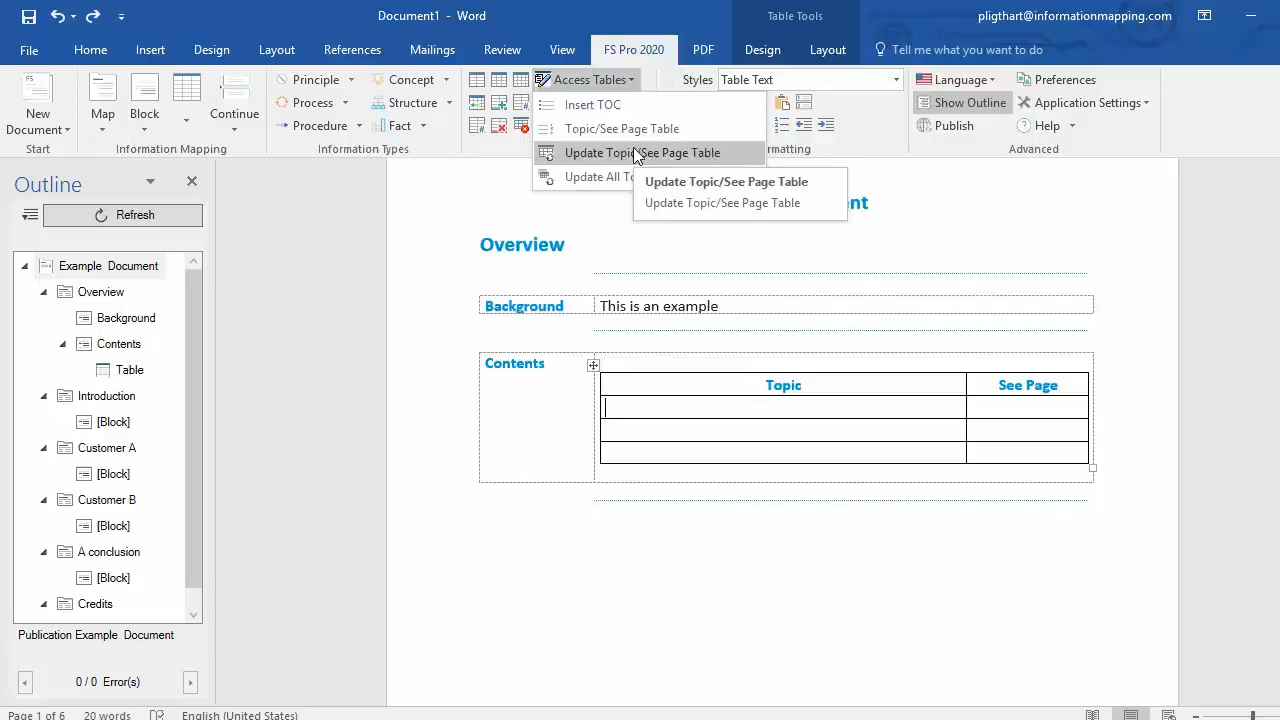 Document1 - Word
Table Tools
pligthart@informationmapping.com
File
Home
Insert
Design
Layout
References
Mailings
Review
View
FS Pro 2020
PDF
Design
Layout
Tell me what you want to do
FS
New
Document
Start
Map
Block
Continue
Information Mapping
Principle
Process
Procedure
Concept
Structure
Fact
Information Types
Access Tables
Insert TOC
Topic/See Page Table
Update Topic/See Page Table
Update All To
Update Topic/See Page Table
Update Topic/See Page Table
Styles
Table Text
Language
Show Outline
Publish
Preferences
Application Settings
Help
Advanced
Outline
Refresh
Example Document
Overview
Background
Contents
Table
Introduction
[Block]
Customer A
[Block]
Customer B
[Block]
A conclusion
[Block]
Credits
Publication Example Document
0 / 0 Error(s)
Overview
Background
This is an example
Contents
Topic
See Page
Page 1 of 6
20 words
English (United States)